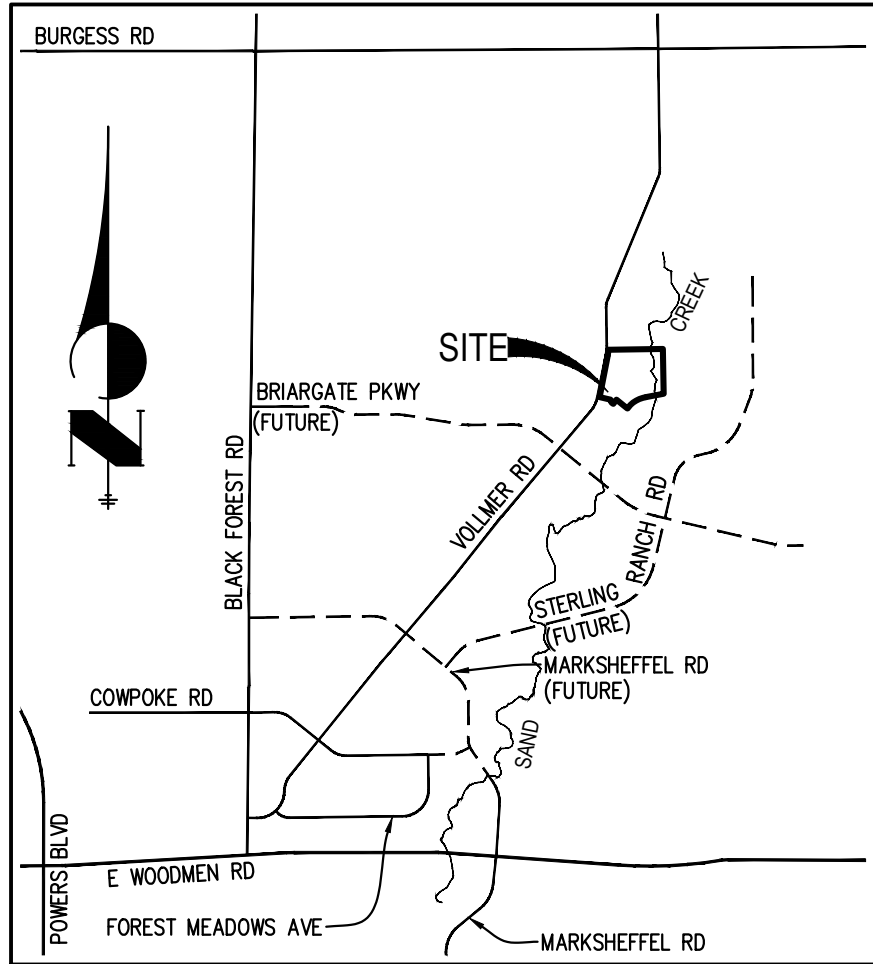 BURGESS RD
CREEK
SITE
BRIARGATE PKWY
(FUTURE)
VOLLMER RD
BLACK FOREST RD
RANCH RD
STERLING
(FUTURE)
MARKSHEFFEL RD
(FUTURE)
COWPOKE RD
SAND
N
POWERS BLVD
E WOODMEN RD
FOREST MEADOWS AVE
MARKSHEFFEL RD